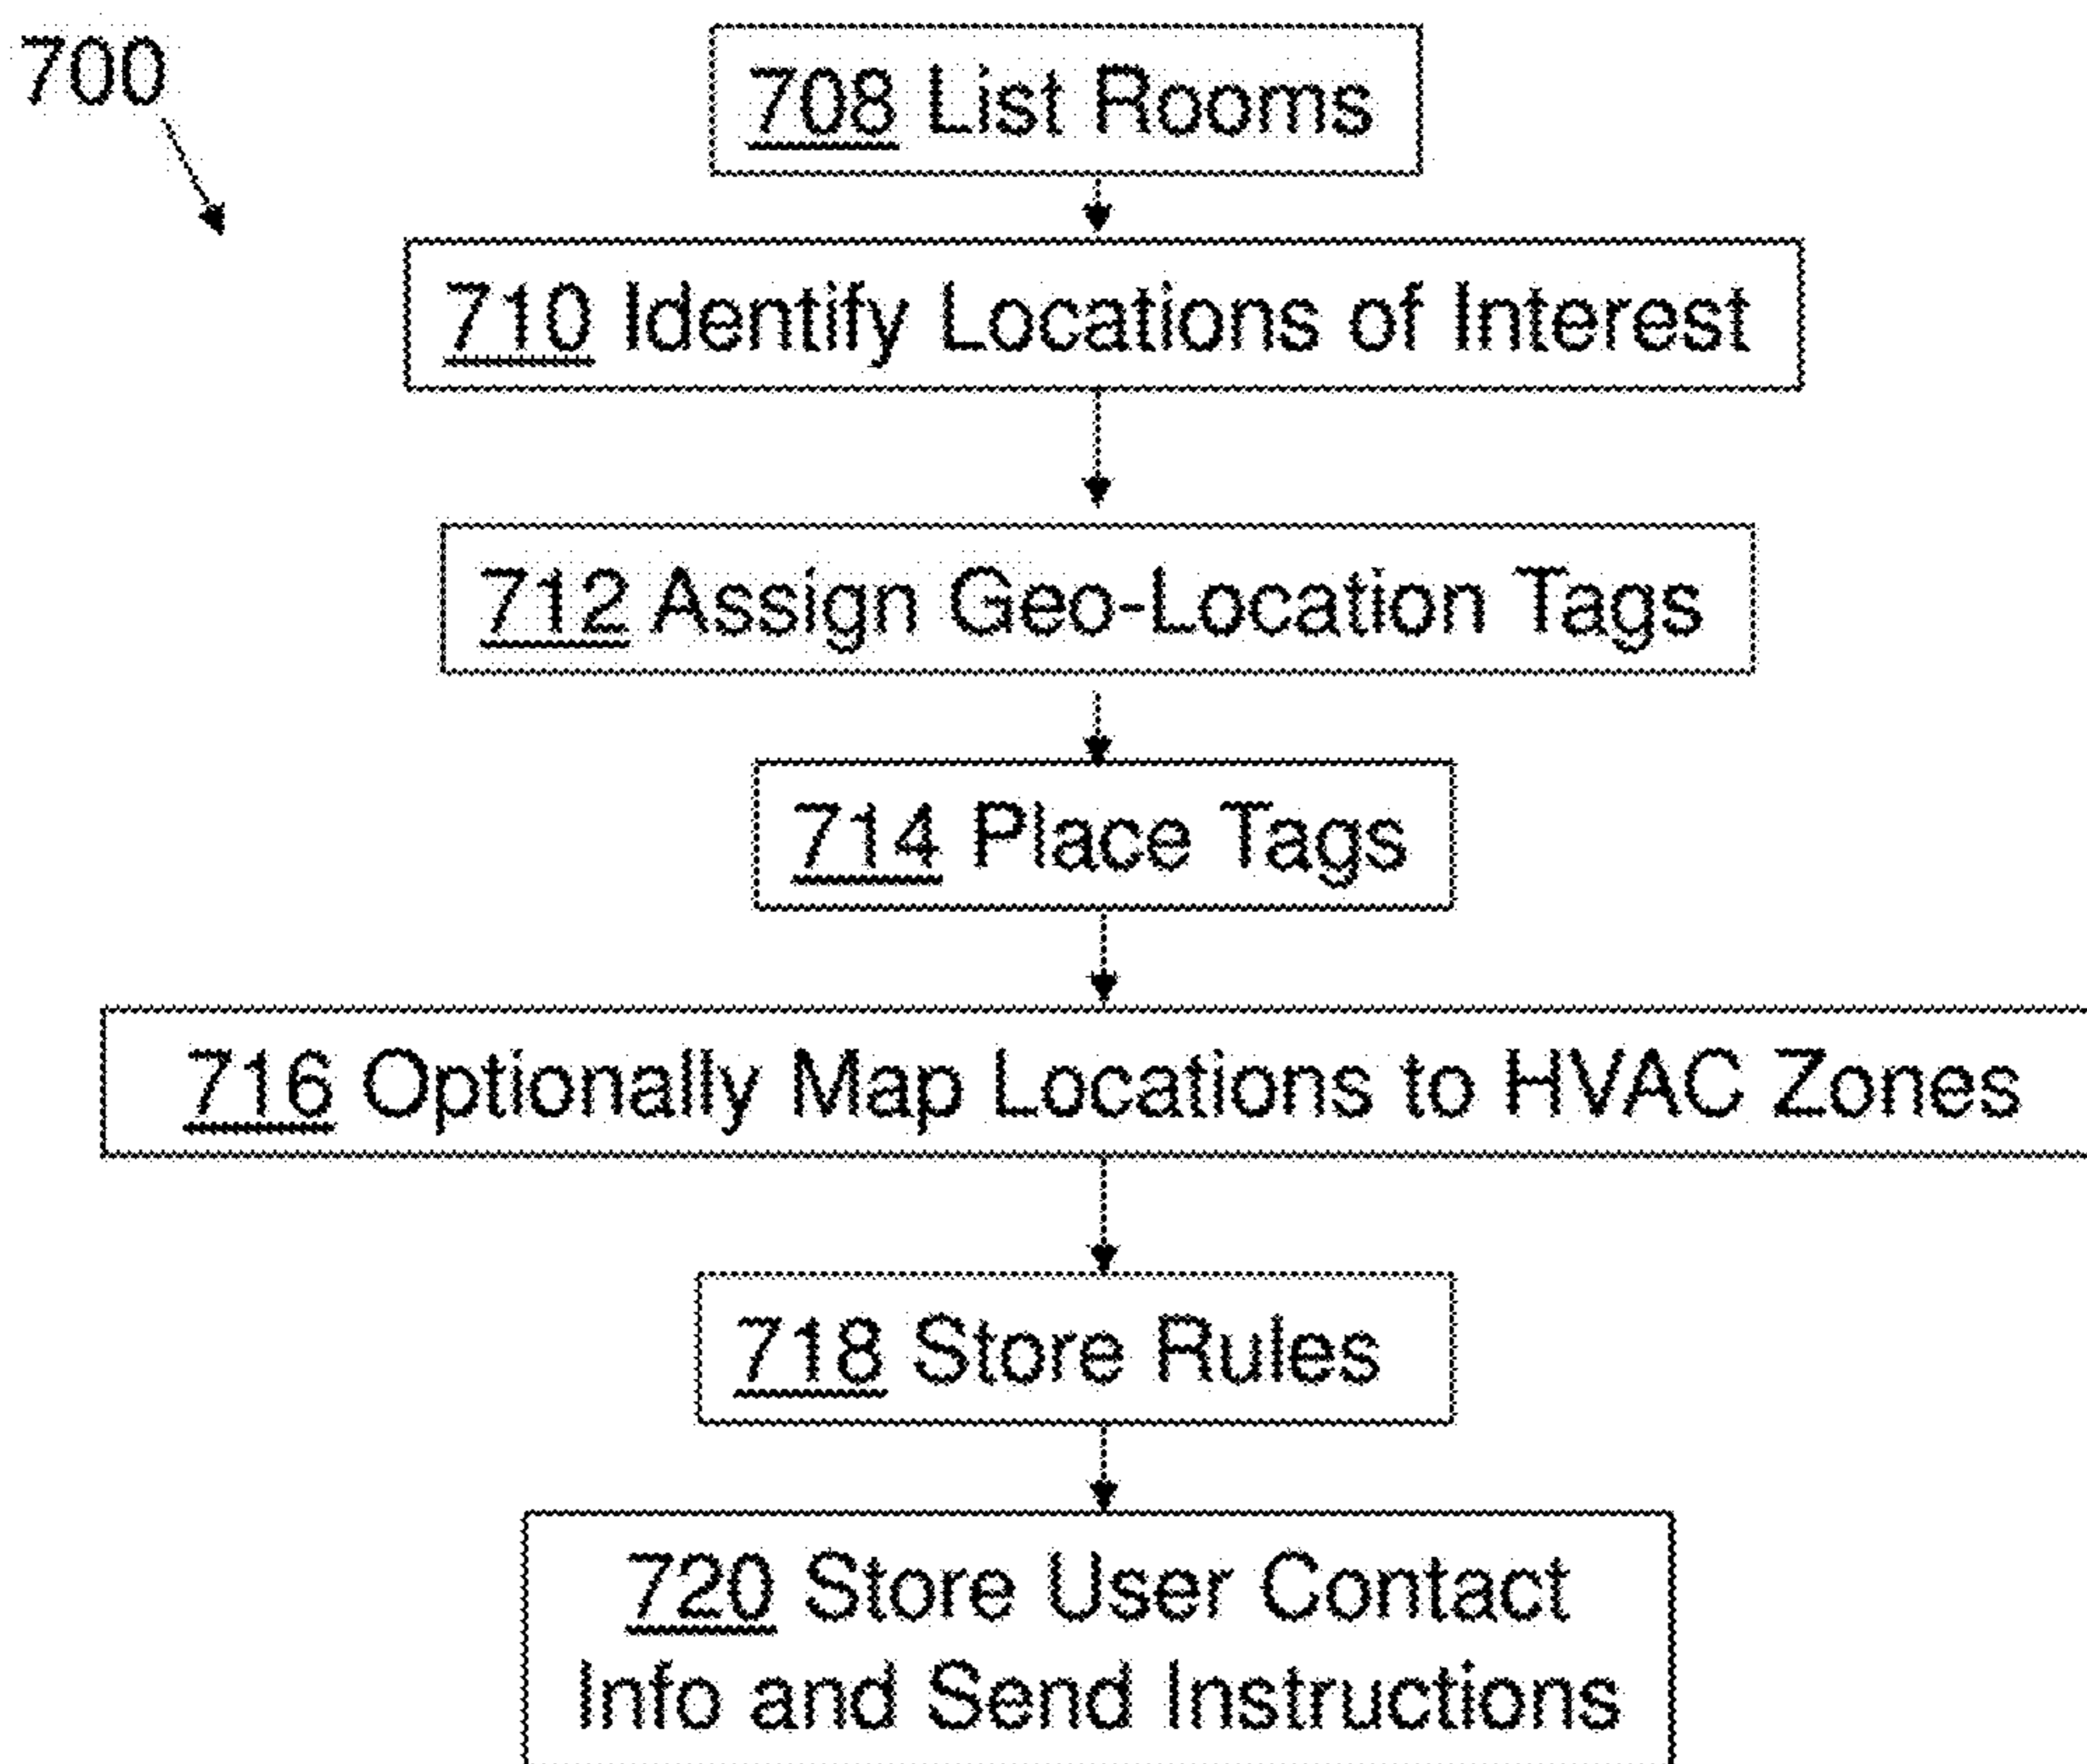 700
708 List Rooms
710 Identify Locations of Interest
712 Assign Geo-Location Tags
714 Place Tags
716 Optionally Map Locations to HVAC Zones
718 Store Rules
720 Store User Contact
Info and Send Instructions